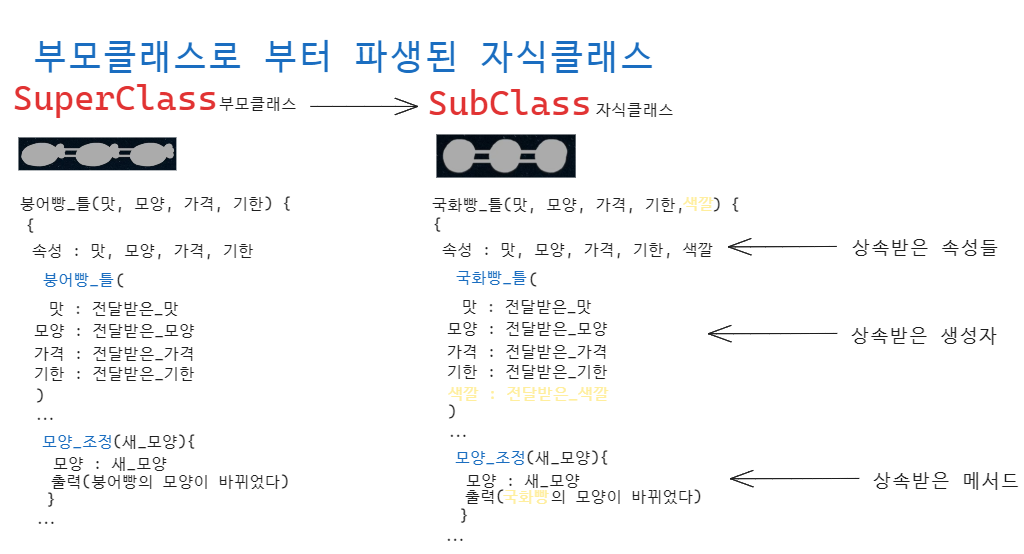 부모클래스로 부터 파생된 자식클래스
SuperClass 부모클래스
SubClass 자식클래스
붕어빵_틀(맛, 모양, 가격, 기한) {
{
속성 : 맛, 모양, 가격, 기한
붕어빵_틀(
맛 : 전달받은_맛
모양 : 전달받은_모양
가격 : 전달받은_가격
기한 : 전달받은_기한
)
...
모양_조정(새_모양){
모양 : 새_모양
출력(붕어빵의 모양이 바뀌었다)
}
...
국화빵_틀(맛, 모양, 가격, 기한,색깔) {
{
속성 : 맛, 모양, 가격, 기한, 색깔
국화빵_틀(
맛 : 전달받은_맛
모양 : 전달받은_모양
가격 : 전달받은_가격
기한 : 전달받은_기한
색깔 : 전달받은_색깔
)
...
모양_조정(새_모양){
모양 : 새_모양
출력(국화빵의 모양이 바뀌었다)
}
...
상속받은 속성들
상속받은 생성자
상속받은 메서드